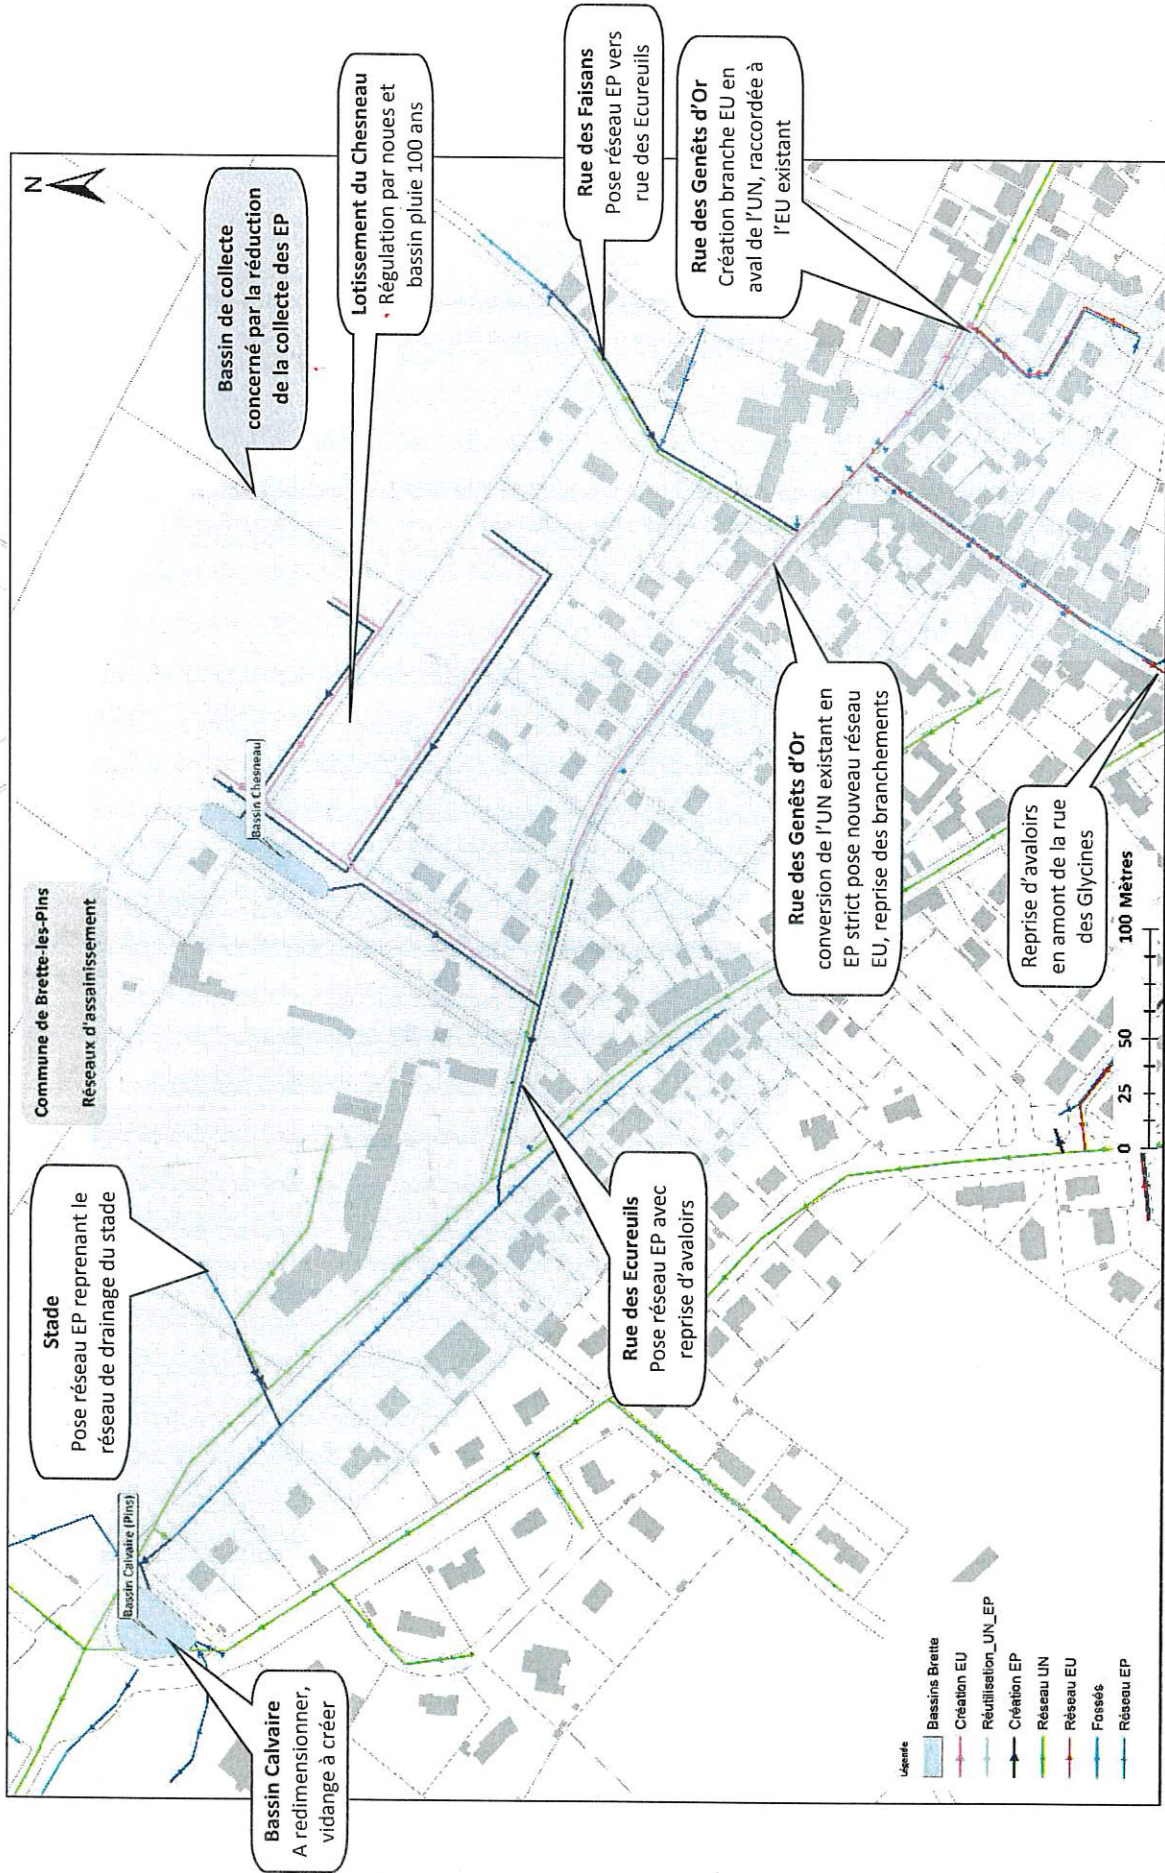 Commune de Brette-les-Pins
Réseaux d'assainissement
N
Stade
Pose réseau EP reprenant le
réseau de drainage du stade
Bassin de collecte
concerné par la réduction
de la collecte des EP
Lotissement du Chesneau
Régulation par noues et
bassin pluie 100 ans
Rue des Faisans
Pose réseau EP vers
rue des Ecureuils
Rue des Genêts d'Or
Création branche EU en
aval de l'UN, raccordée à
l'EU existant
Bassin Chesneau
Bassin Calvaire (Pins)
Bassin Calvaire
A redimensionner,
vidange à créer
Rue des Ecureuils
Pose réseau EP avec
reprise d'avaloirs
Rue des Genêts d'Or
conversion de l'UN existant en
EP strict pose nouveau réseau
EU, reprise des branchements
Reprise d'avaloirs
en amont de la rue
des Glycines
Légende
Bassins Brette
Création EU
Réutilisation_UN_EP
Création EP
Réseau UN
Réseau EU
Fossés
Réseau EP
0 25 50 100 Mètres